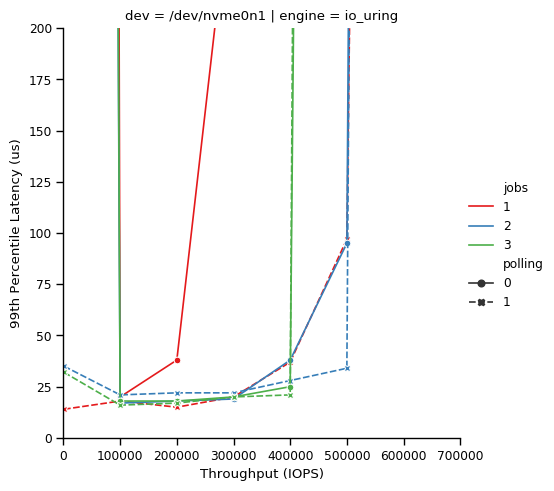 dev = /dev/nvme0n1 | engine = io_uring
200
175
150
125
100
75
50
25
0
99th Percentile Latency (us)
0 100000 200000 300000 400000 500000 600000 700000
Throughput (IOPS)
jobs
1
2
3
polling
0
1